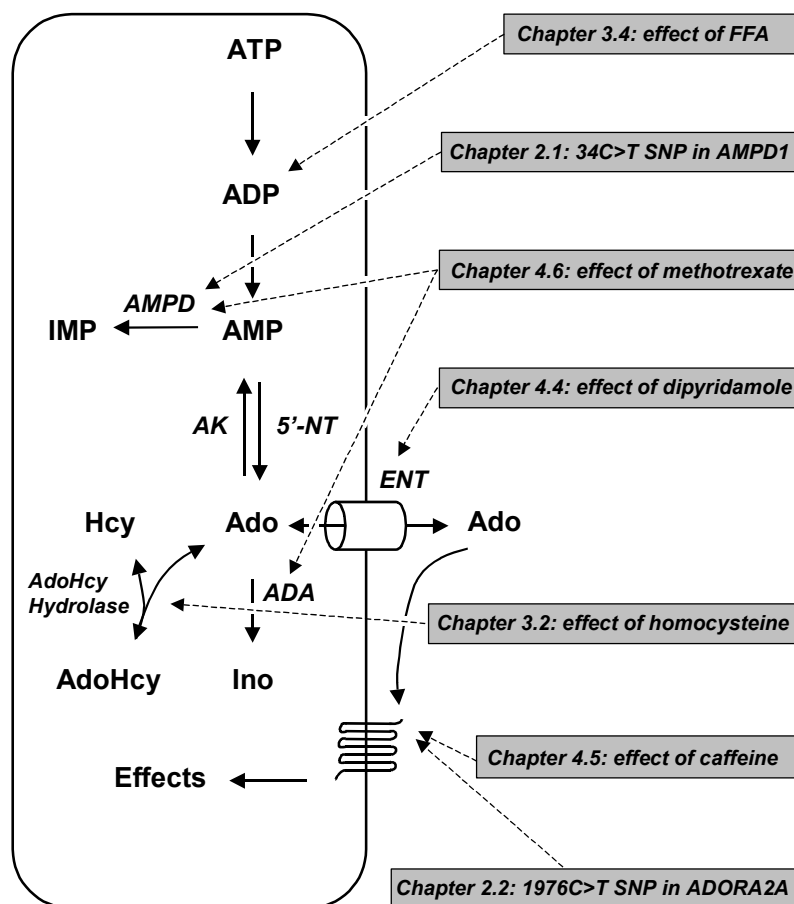 ATP
Chapter 3.4: effect of FFA
Chapter 2.1: 34C>T SNP in AMPD1
ADP
Chapter 4.6: effect of methotrexate
AMPD
IMP
AMP
Chapter 4.4: effect of dipyridamole
AK
5’-NT
ENT
Hcy
Ado
Ado
AdoHcy
Hydrolase
ADA
Chapter 3.2: effect of homocysteine
AdoHcy
Ino
Chapter 4.5: effect of caffeine
Effects
Chapter 2.2: 1976C>T SNP in ADORA2A